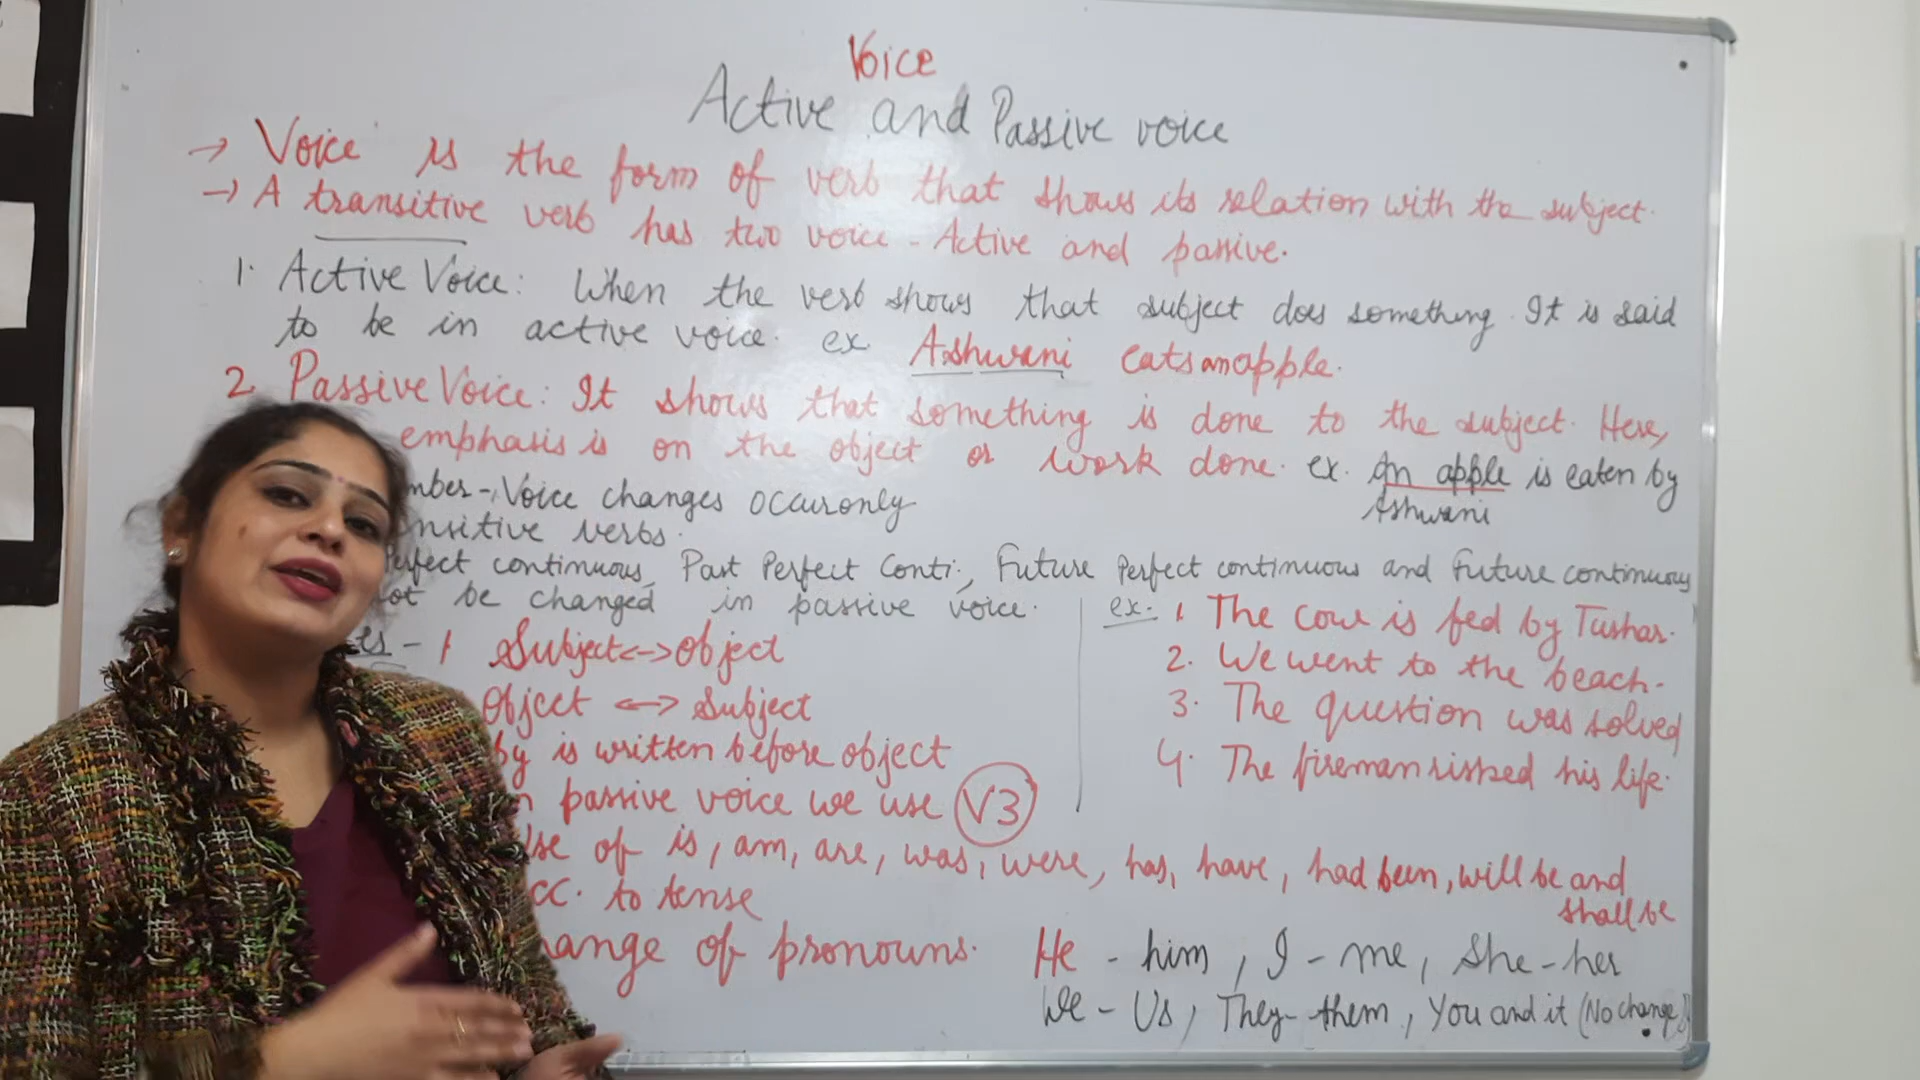 Voice
Active and Passive voice
→ Voice is the form of verb that shows its relation with the subject.
→ A transitive verb has two voice - Active and passive.
1. Active Voice: When the verb shows that subject does something. It is said
to be in active voice. ex. Ashwani eats an apple.
2. Passive Voice: It shows that something is done to the subject. Here,
emphasis is on the object or work done. ex. An apple is eaten by
Ashwani
mber - Voice changes occur only
nsitive verbs.
erfect continuous, Past Perfect Conti., Future Perfect continuous and Future continuous
not be changed in passive voice.
es - 1 Subject <-> object
Object <-> Subject
by is written before object
n passive voice we use V3
Use of is, am, are, was, were, has, have, had been, will be and
shall be
cc. to tense
hange of pronouns. He - him, I - me, She - her
We - Us, They - them, You and it (No change)
ex. 1. The cow is fed by Tushar.
2. We went to the beach.
3. The question was solved
4. The fireman risked his life.